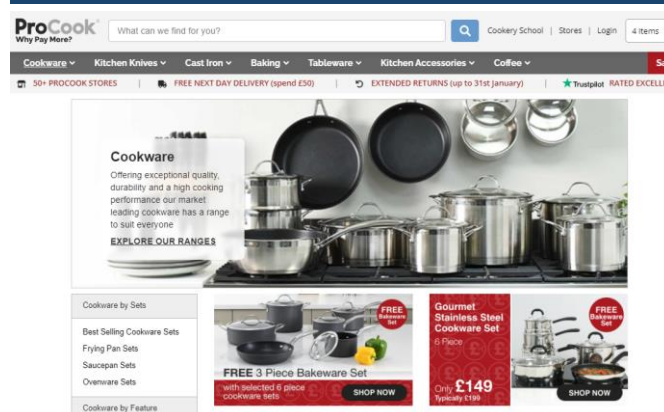 ProCook
Why Pay More?
What can we find for you?
Cookery School | Stores | Login
4 items
Cookware Kitchen Knives Cast Iron Baking Tableware Kitchen Accessories Coffee Sa
50+ PROCOOK STORES | FREE NEXT DAY DELIVERY (spend £50) | EXTENDED RETURNS (up to 31st January) | Trustpilot RATED EXCELL
Cookware
Offering exceptional quality,
durability and a high cooking
performance our market
leading cookware has a range
to suit everyone
EXPLORE OUR RANGES
Cookware by Sets
Best Selling Cookware Sets
Frying Pan Sets
Saucepan Sets
Ovenware Sets
Cookware by Feature
FREE
Bakeware
Set
FREE 3 Piece Bakeware Set
with selected 6 piece
cookware sets
SHOP NOW
Gourmet
Stainless Steel
Cookware Set
6 Piece
Only £149
Typically £199
FREE
Bakeware
Set
SHOP NOW